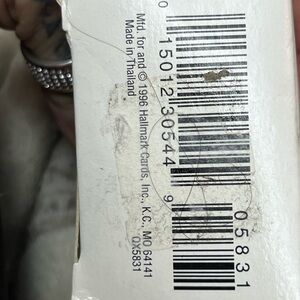 0 15012 30544 9
05831
Mfd. for and © 1996 Hallmark Cards, Inc., K.C., MO 64141
Made in Thailand
QX5831